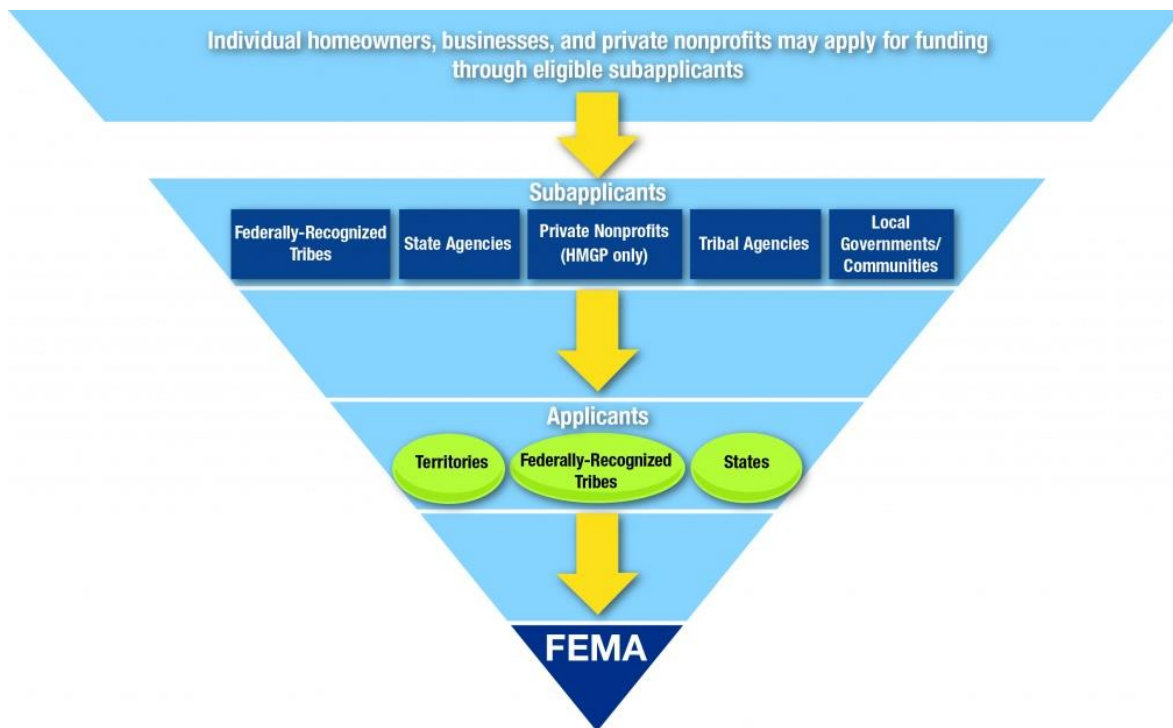 Individual homeowners, businesses, and private nonprofits may apply for funding
through eligible subapplicants
Subapplicants
Federally-Recognized
Tribes
State Agencies
Private Nonprofits
(HMGP only)
Tribal Agencies
Local
Governments/
Communities
Applicants
Territories
Federally-Recognized
Tribes
States
FEMA